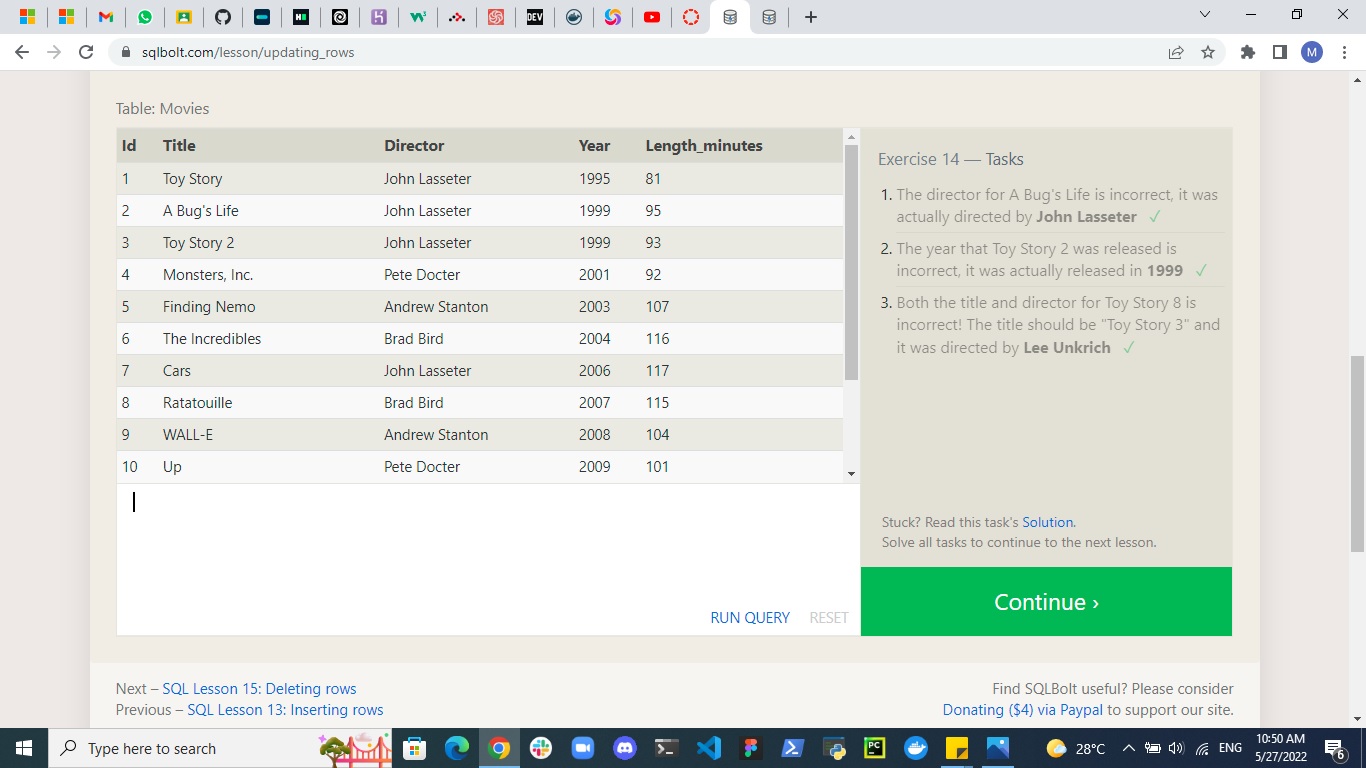 DEV
sqlbolt.com/lesson/updating_rows
M
Table: Movies
Id Title Director Year Length_minutes
1 Toy Story John Lasseter 1995 81
2 A Bug's Life John Lasseter 1999 95
3 Toy Story 2 John Lasseter 1999 93
4 Monsters, Inc. Pete Docter 2001 92
5 Finding Nemo Andrew Stanton 2003 107
6 The Incredibles Brad Bird 2004 116
7 Cars John Lasseter 2006 117
8 Ratatouille Brad Bird 2007 115
9 WALL-E Andrew Stanton 2008 104
10 Up Pete Docter 2009 101
RUN QUERY RESET
Exercise 14 — Tasks
1. The director for A Bug's Life is incorrect, it was
actually directed by John Lasseter ✓
2. The year that Toy Story 2 was released is
incorrect, it was actually released in 1999 ✓
3. Both the title and director for Toy Story 8 is
incorrect! The title should be "Toy Story 3" and
it was directed by Lee Unkrich ✓
Stuck? Read this task's Solution.
Solve all tasks to continue to the next lesson.
Continue ›
Next – SQL Lesson 15: Deleting rows
Previous – SQL Lesson 13: Inserting rows
Find SQLBolt useful? Please consider
Donating ($4) via Paypal to support our site.
Type here to search
PC
28°C
ENG
10:50 AM
5/27/2022
6